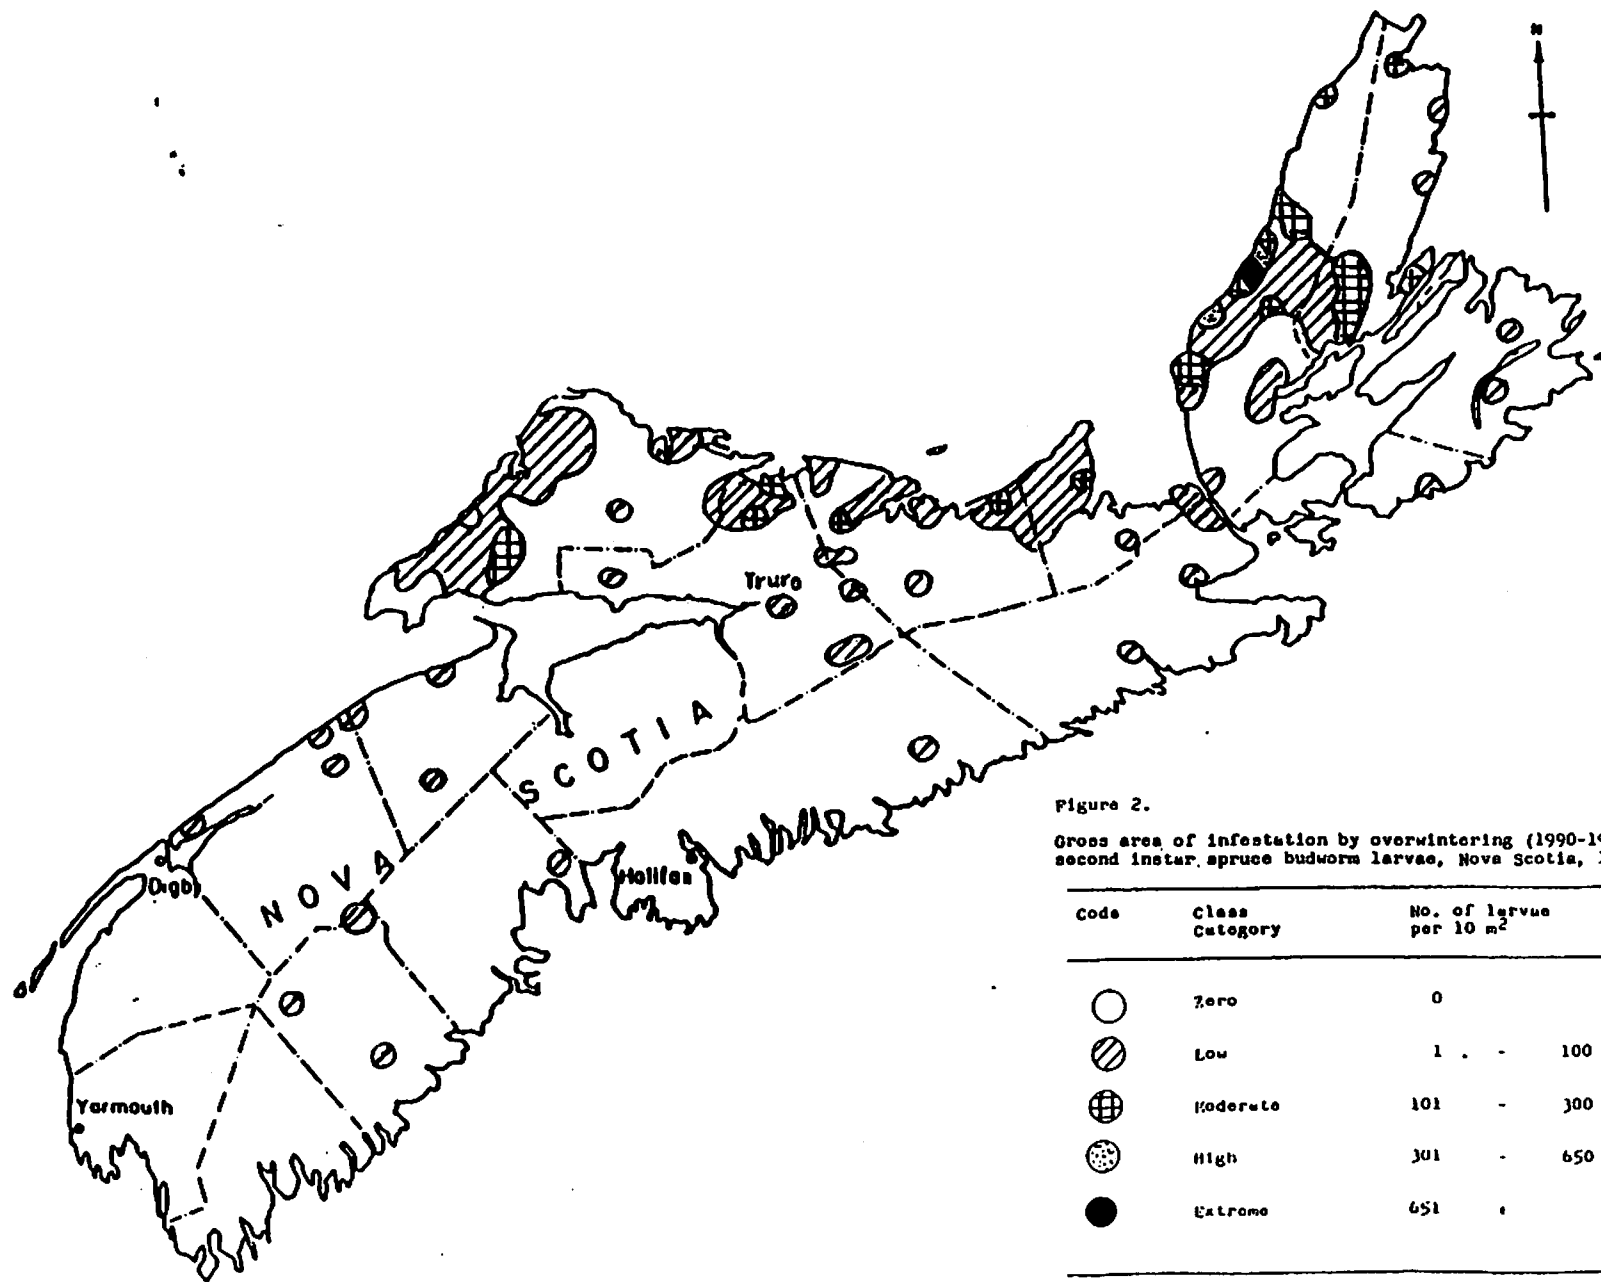 N
Truro
NOVA SCOTIA
Digby
Halifax
Yarmouth
Figure 2.
Gross area of infestation by overwintering (1990-19
second instar spruce budworm larvae, Nova Scotia,
Code Class Category No. of larvae per 10 m²
Zero 0
Low 1 - 100
Moderate 101 - 300
High 301 - 650
Extreme 651 +